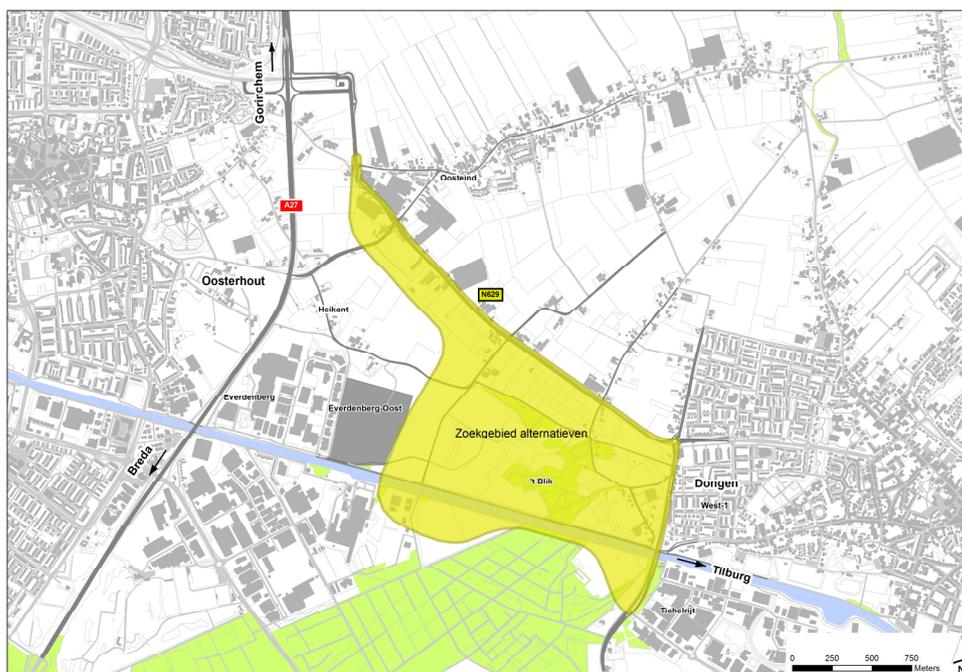 Gorinchem
Oosteind
A27
Oosterhout
N629
Heikant
Everdenberg
Everdenberg-Oost
Zoekgebied alternatieven
't Blik
Dongen
West-1
Breda
Tilburg
Tichelrijt
0 250 500 750
Meters
N